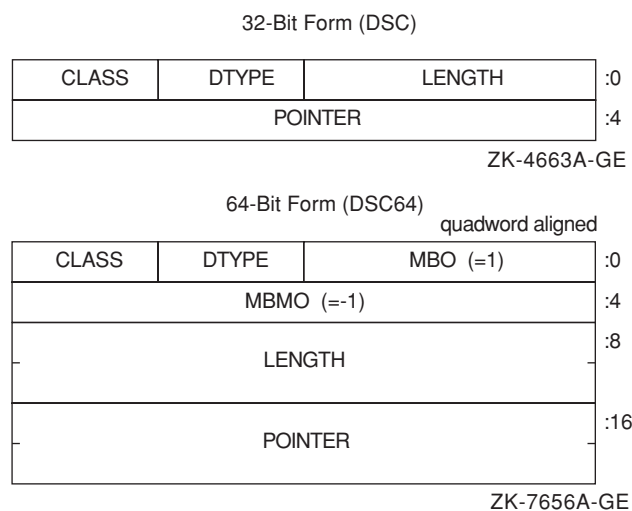 32-Bit Form (DSC)
CLASS DTYPE LENGTH :0
POINTER :4
ZK-4663A-GE
64-Bit Form (DSC64)
quadword aligned
CLASS DTYPE MBO (=1) :0
MBMO (=-1) :4
:8
LENGTH
:16
POINTER
ZK-7656A-GE